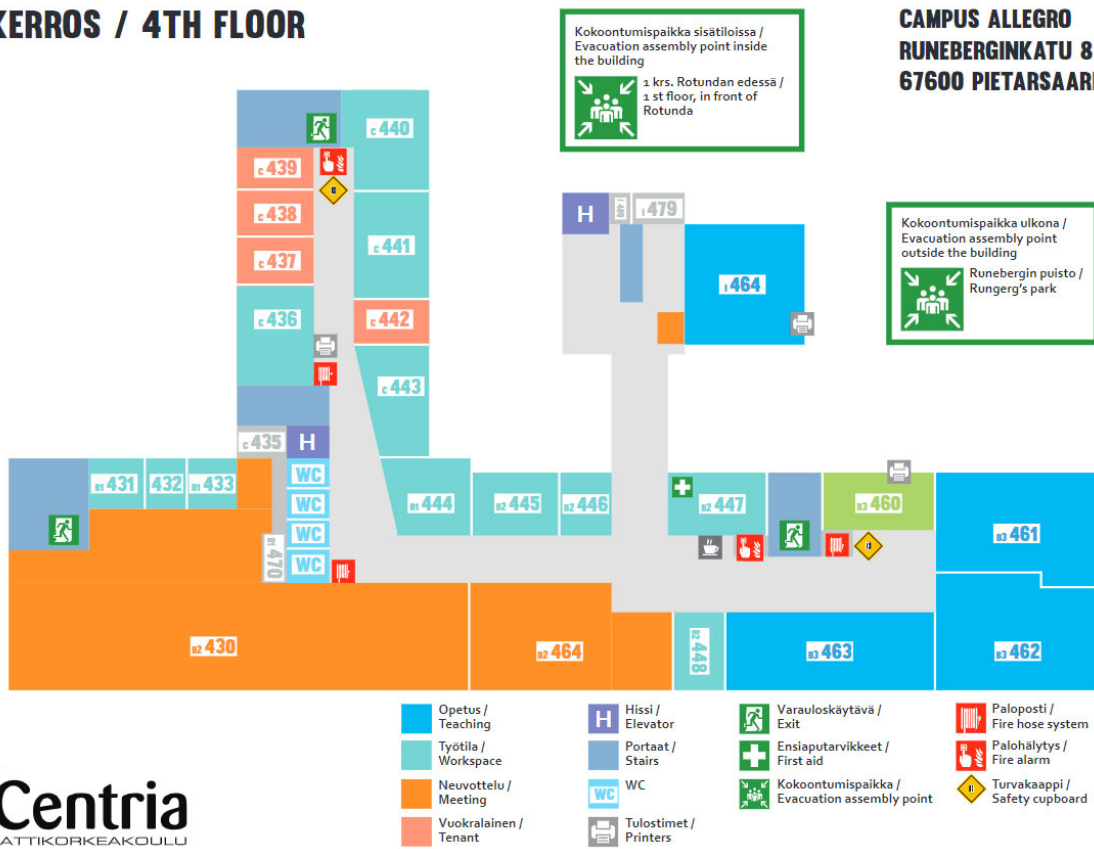 KERROS / 4TH FLOOR
Kokoontumispaikka sisätiloissa /
Evacuation assembly point inside
the building
1 krs. Rotundan edessä /
1 st floor, in front of
Rotunda
CAMPUS ALLEGRO
RUNEBERGINKATU 8
67600 PIETARSAARI
C 440
C 439
C 438
C 441
C 437
C 436
C 442
C 443
C 435
H
H
I 479
I 464
Kokoontumispaikka ulkona /
Evacuation assembly point
outside the building
Runebergin puisto /
Rungerg's park
B1 431
432
B1 433
WC
WC
WC
WC
B1 470
B1 444
B2 445
B2 446
B2 447
B3 460
B3 461
B2 430
B2 464
B2 448
B3 463
B3 462
Opetus /
Teaching
Työtila /
Workspace
Neuvottelu /
Meeting
Vuokralainen /
Tenant
H
Hissi /
Elevator
Portaat /
Stairs
WC
WC
Tulostimet /
Printers
Varauloskäytävä /
Exit
Ensiaputarvikkeet /
First aid
Kokoontumispaikka /
Evacuation assembly point
Paloposti /
Fire hose system
Palohälytys /
Fire alarm
Turvakaappi /
Safety cupboard
Centria
ATTIKORKEAKOULU